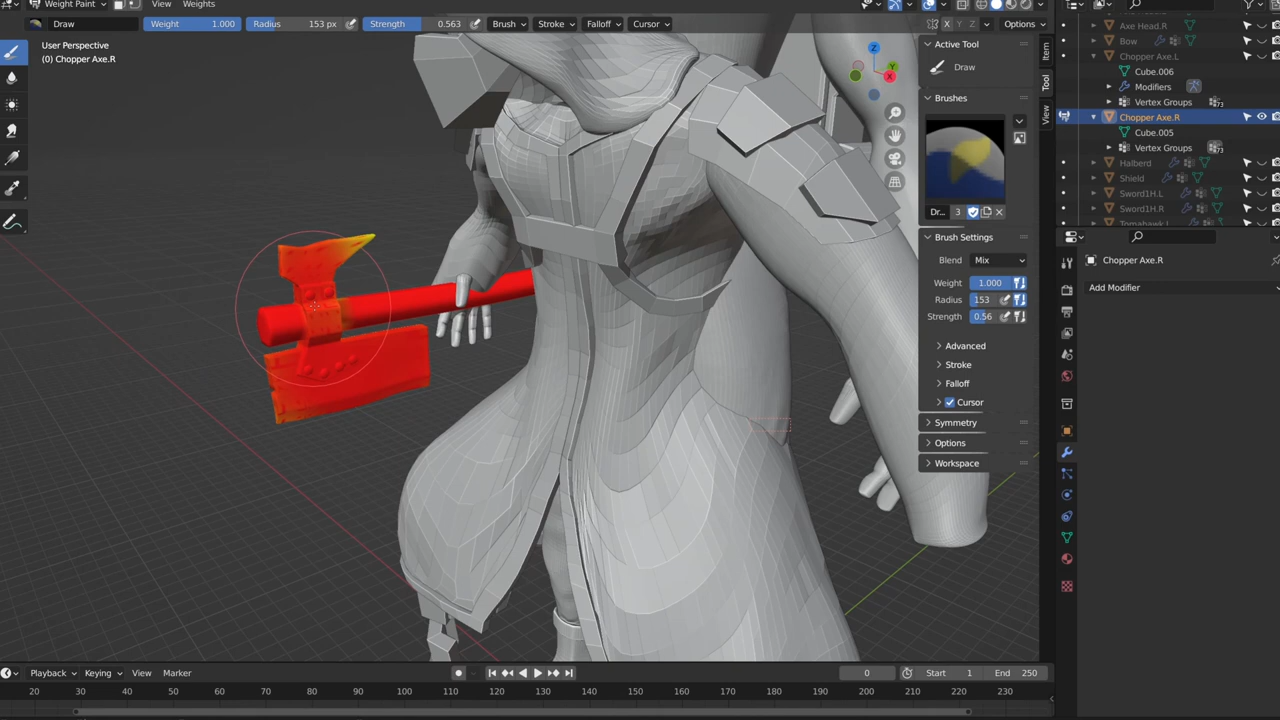 Weight Paint View Weights
Draw Weight 1.000 Radius 153 px Strength 0.563 Brush Stroke Falloff Cursor X Y Z Options
User Perspective
(0) Chopper Axe.R
Z
Y
X
Item
Tool
View
Active Tool
Draw
Brushes
Dr... 3
Brush Settings
Blend Mix
Weight 1.000
Radius 153
Strength 0.56
Advanced
Stroke
Falloff
Cursor
Symmetry
Options
Workspace
Axe Head.R
Bow
Chopper Axe.L
Cube.006
Modifiers
Vertex Groups 73
Chopper Axe.R
Cube.005
Vertex Groups 73
Halberd
Shield
Sword1H.L
Sword1H.R
Tomahawk.L
Chopper Axe.R
Add Modifier
Playback Keying View Marker 0 Start 1 End 250
20 30 40 50 60 70 80 90 100 110 120 130 140 150 160 170 180 190 200 210 220 230